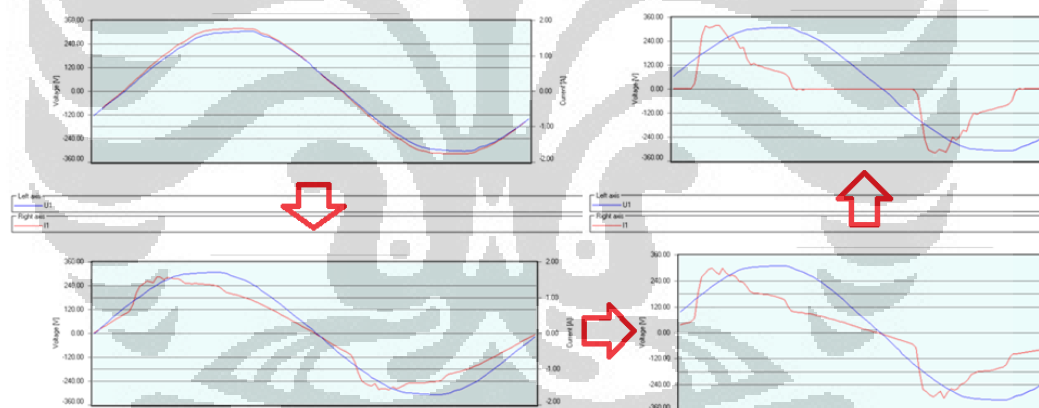 360.00
240.00
120.00
0.00
-120.00
-240.00
-360.00
Voltage [V]
2.00
1.00
0.00
-1.00
-2.00
Current [A]
360.00
240.00
120.00
0.00
-120.00
-240.00
-360.00
Voltage [V]
Left axis
U1
Right axis
I1
Left axis
U1
Right axis
I1
360.00
240.00
120.00
0.00
-120.00
-240.00
-360.00
Voltage [V]
2.00
1.00
0.00
-1.00
-2.00
Current [A]
360.00
240.00
120.00
0.00
-120.00
-240.00
-360.00
Voltage [V]